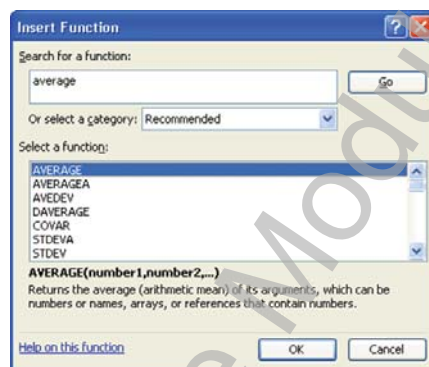 Insert Function
Search for a function:
average
Go
Or select a category: Recommended
Select a function:
AVERAGE
AVERAGEA
AVEDEV
DAVERAGE
COVAR
STDEVA
STDEV
AVERAGE(number1,number2,...)
Returns the average (arithmetic mean) of its arguments, which can be
numbers or names, arrays, or references that contain numbers.
Help on this function
OK Cancel